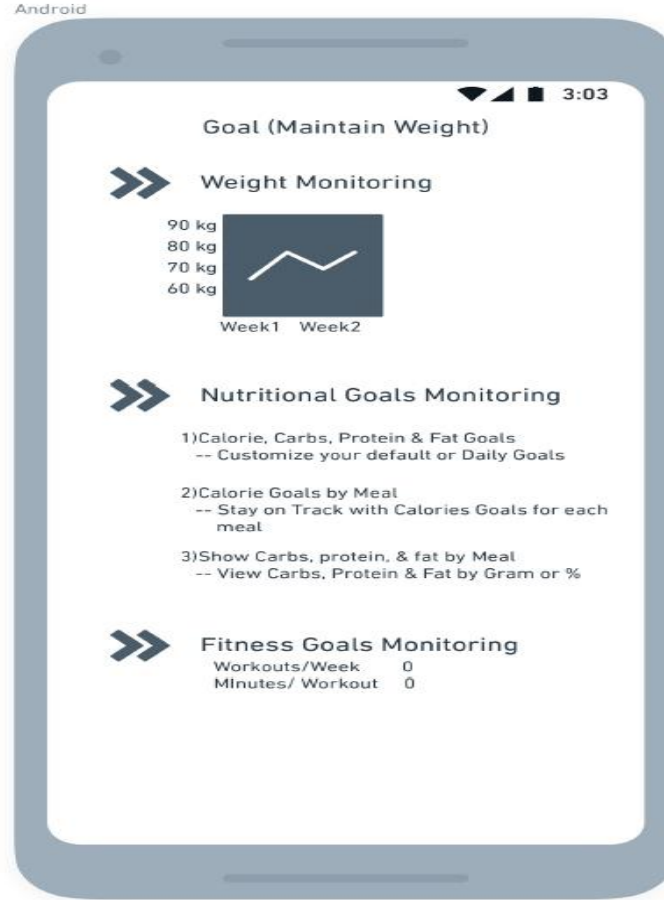 Android
3:03
Goal (Maintain Weight)
Weight Monitoring
90 kg
80 kg
70 kg
60 kg
Week1 Week2
Nutritional Goals Monitoring
1)Calorie, Carbs, Protein & Fat Goals
-- Customize your default or Daily Goals
2)Calorie Goals by Meal
-- Stay on Track with Calories Goals for each
meal
3)Show Carbs, protein, & fat by Meal
-- View Carbs, Protein & Fat by Gram or %
Fitness Goals Monitoring
Workouts/Week 0
MInutes/ Workout 0